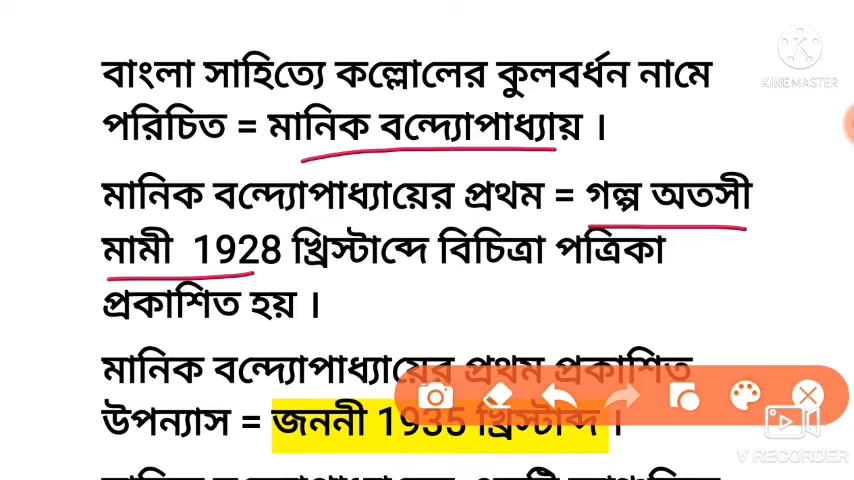 KINEMASTER
বাংলা সাহিত্যে কল্লোলের কুলবর্ধন নামে
পরিচিত = মানিক বন্দ্যোপাধ্যায় ।
মানিক বন্দ্যোপাধ্যায়ের প্রথম = গল্প অতসী
মামী 1928 খ্রিস্টাব্দে বিচিত্রা পত্রিকা
প্রকাশিত হয় ।
মানিক বন্দ্যোপাধ্যায়ের প্রথম প্রকাশিত
উপন্যাস = জননী 1935 খ্রিস্টাব্দ ।
V RECORDER